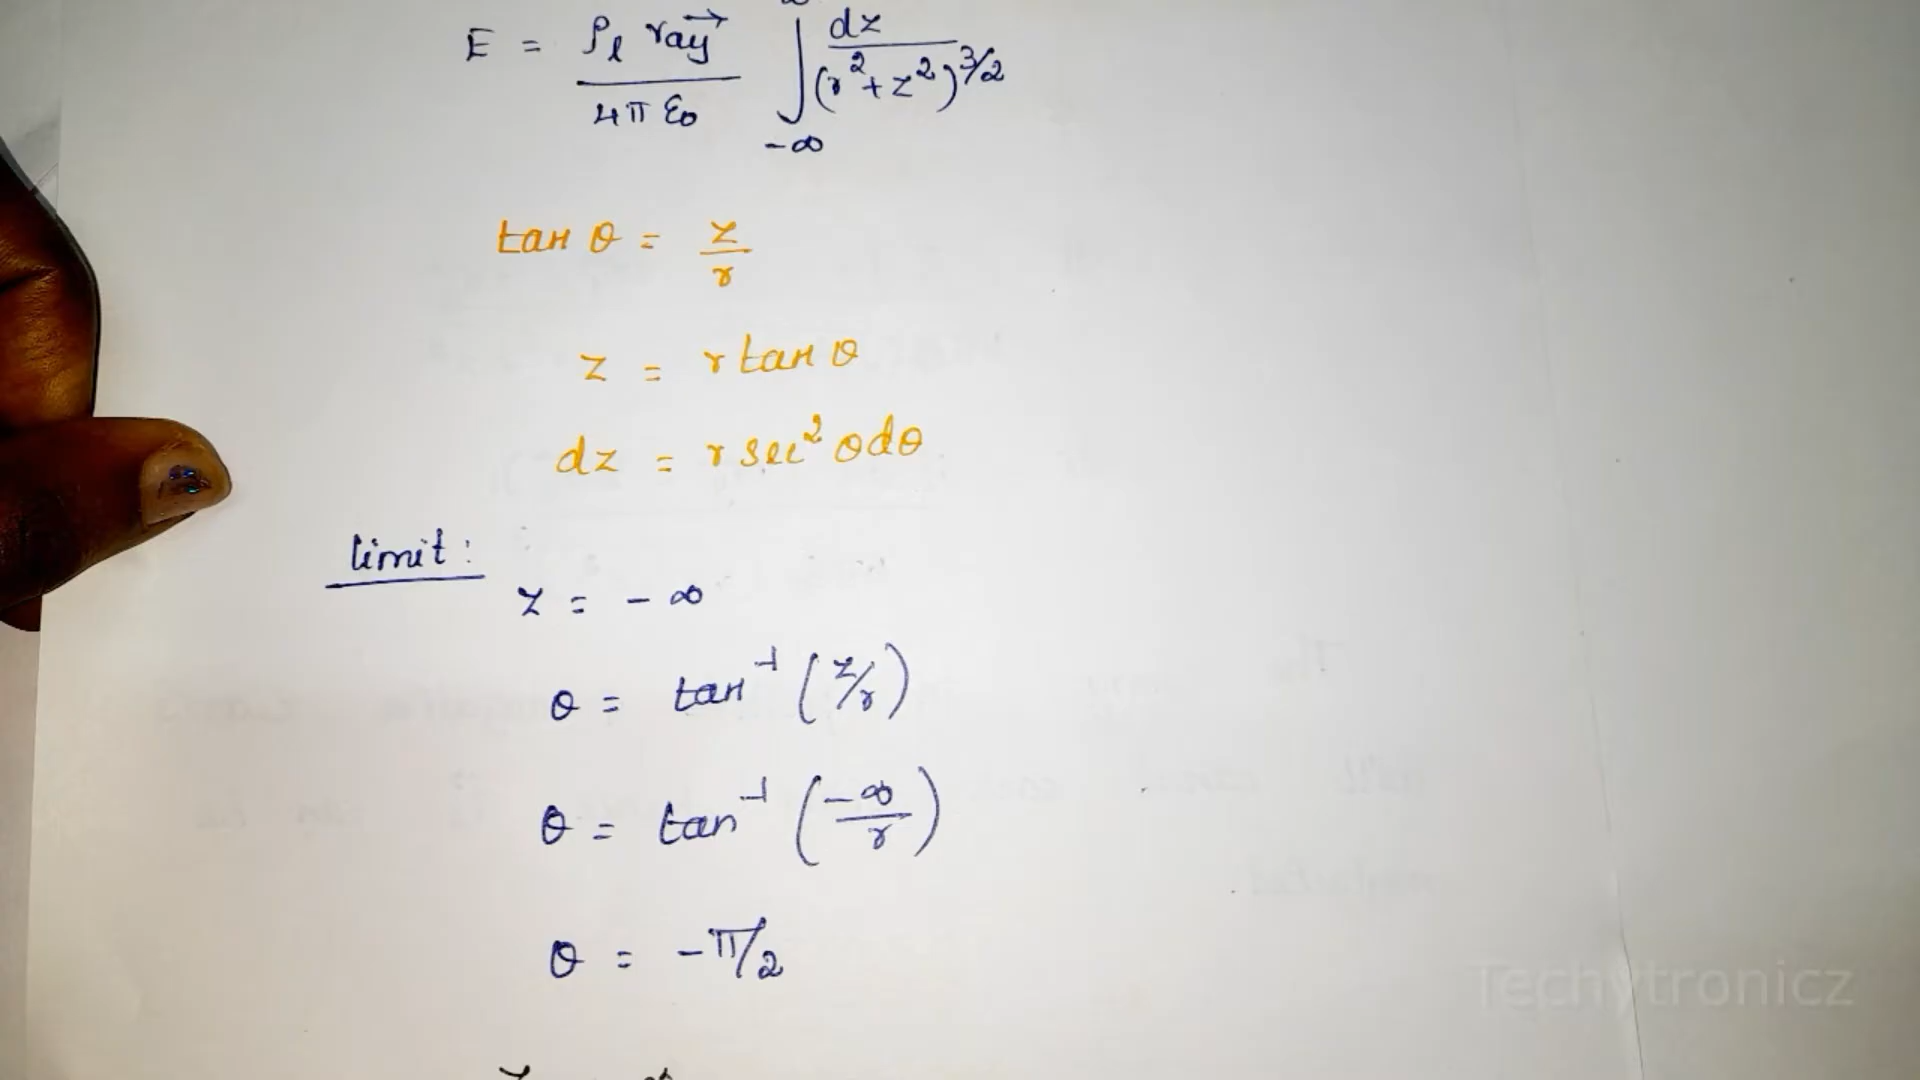 E = ρl r ay→ / 4π ε0 ∫ -∞ dz / (r² + z²)^3/2
tan θ = z/r
z = r tan θ
dz = r sec² θ dθ
limit:
z = - ∞
θ = tan⁻¹ (z/r)
θ = tan⁻¹ (-∞/r)
θ = -π/2
Techytronicz